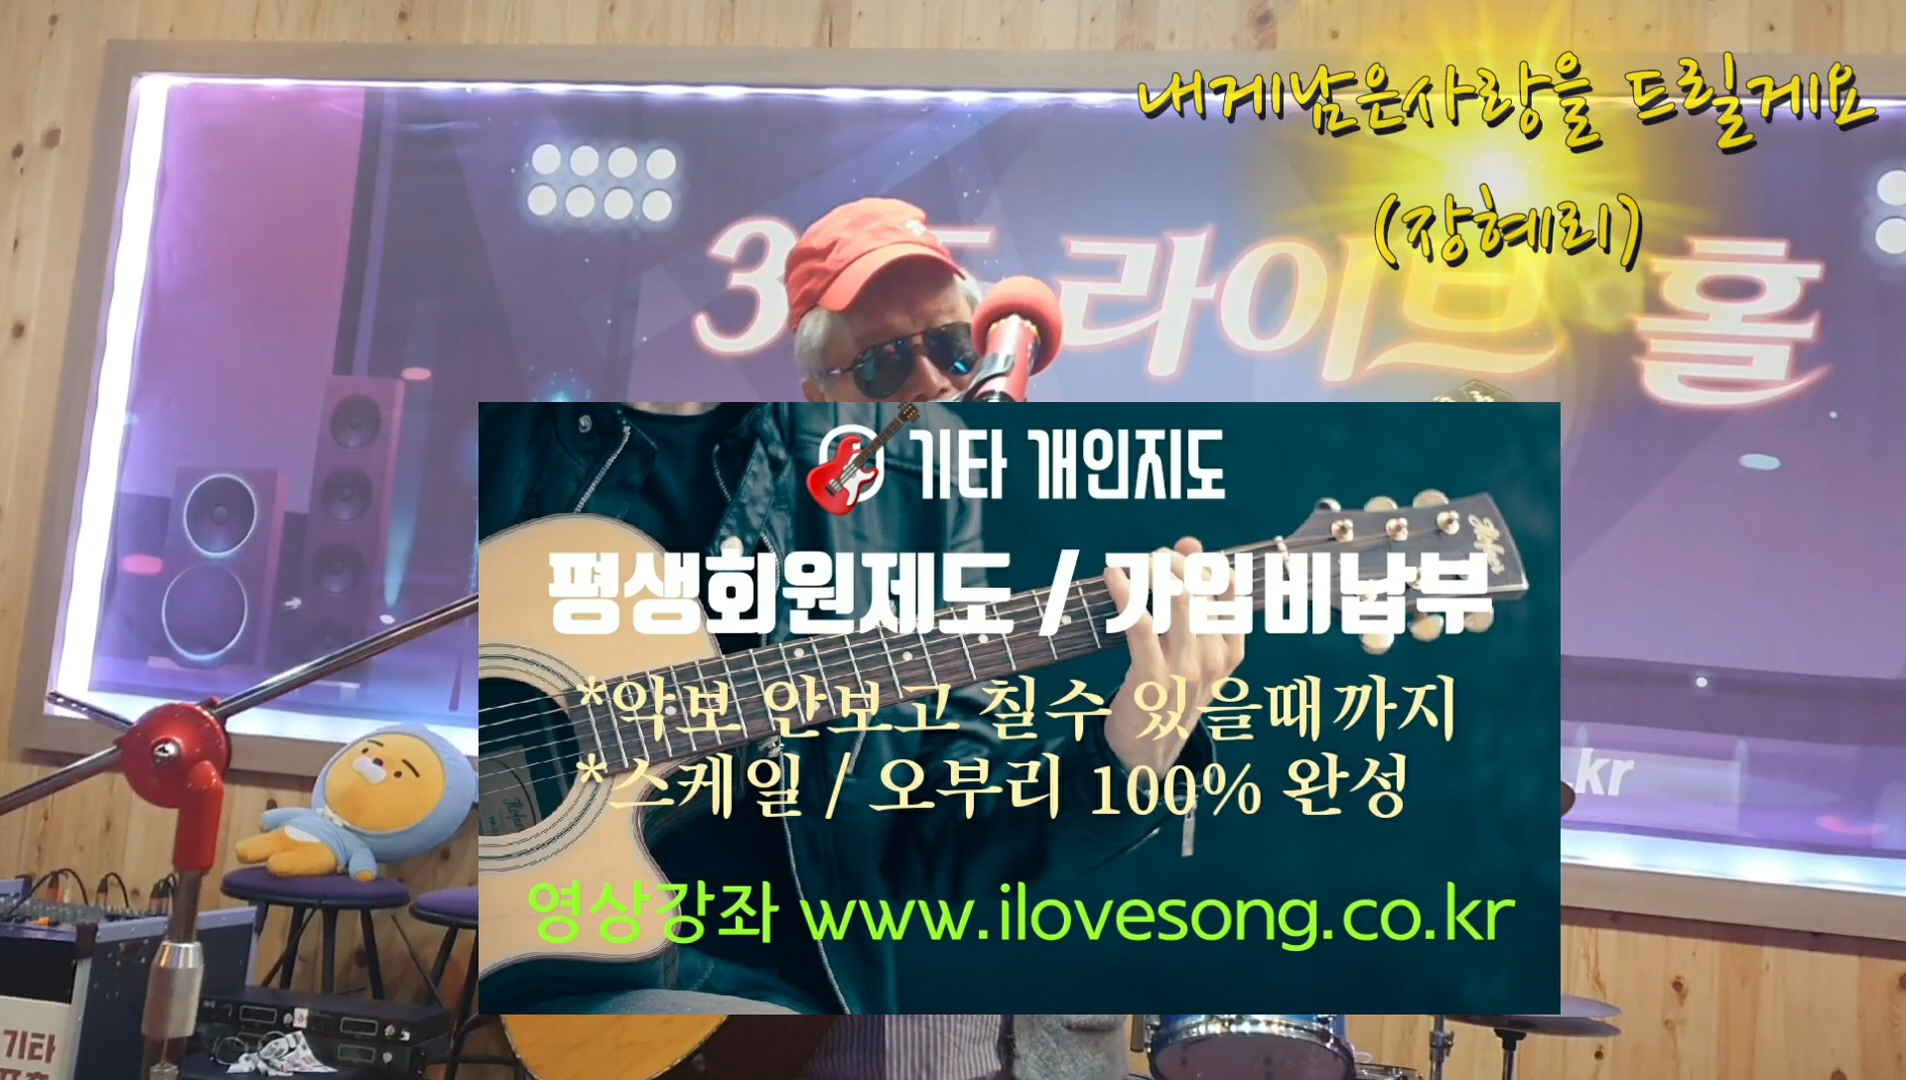 내게남은사랑을 드릴게요
(장혜리)
라이브 홀
기타 개인지도
평생회원제도 / 가입비납부
*악보 안보고 칠수 있을때까지
*스케일 / 오부리 100% 완성
영상강좌 www.ilovesong.co.kr
.kr
기타